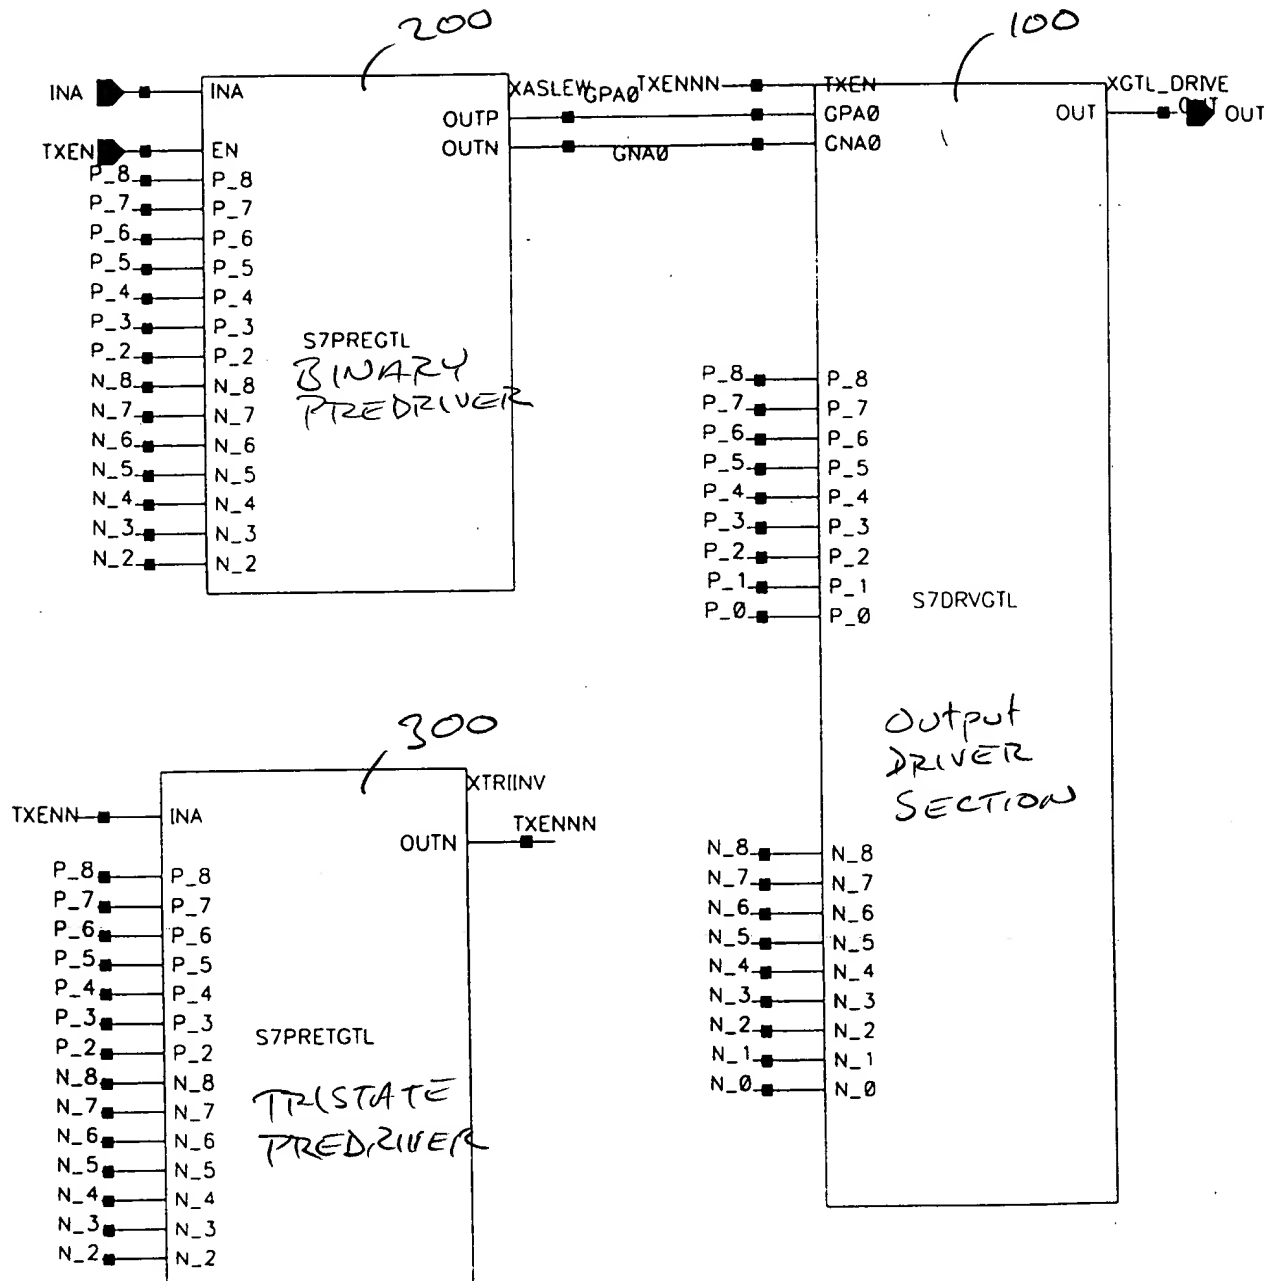 200
100
INA
INA
XASLEW
GPA0
TXENNN
TXEN
XGTL_DRIVE
OUTP
GPA0
OUT
OUT
OUT
TXEN
EN
OUTN
GNA0
GNA0
P_8 P_8
P_7 P_7
P_6 P_6
P_5 P_5
P_4 P_4
P_3 P_3
P_2 P_2
N_8 N_8
N_7 N_7
N_6 N_6
N_5 N_5
N_4 N_4
N_3 N_3
N_2 N_2
S7PREGTL
BINARY
PREDRIVER
P_8 P_8
P_7 P_7
P_6 P_6
P_5 P_5
P_4 P_4
P_3 P_3
P_2 P_2
P_1 P_1
P_0 P_0
S7DRVGTL
Output
DRIVER
SECTION
N_8 N_8
N_7 N_7
N_6 N_6
N_5 N_5
N_4 N_4
N_3 N_3
N_2 N_2
N_1 N_1
N_0 N_0
300
XTRIINV
TXENN
INA
OUTN
TXENNN
P_8 P_8
P_7 P_7
P_6 P_6
P_5 P_5
P_4 P_4
P_3 P_3
P_2 P_2
N_8 N_8
N_7 N_7
N_6 N_6
N_5 N_5
N_4 N_4
N_3 N_3
N_2 N_2
S7PRETGTL
TRISTATE
PREDRIVER